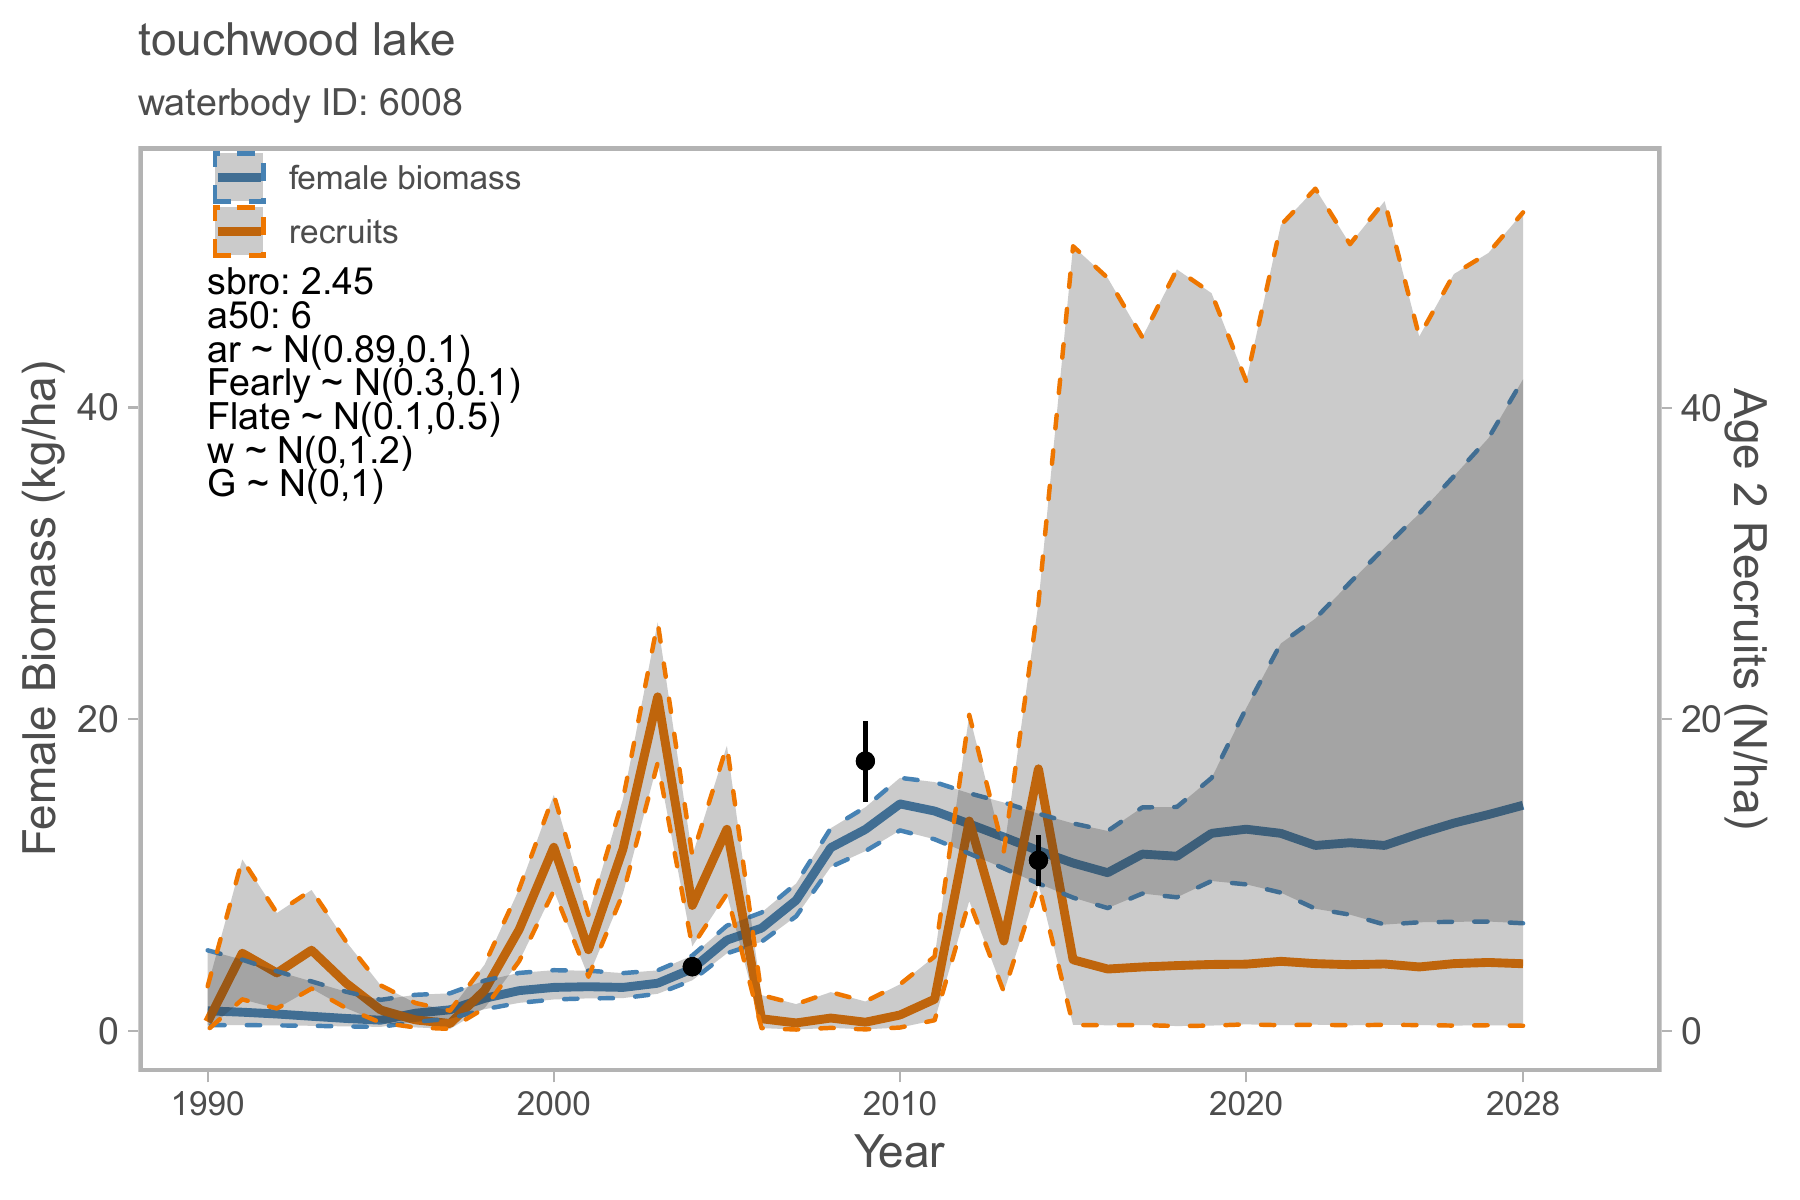 touchwood lake
waterbody ID: 6008
female biomass
recruits
sbro: 2.45
a50: 6
ar ~ N(0.89,0.1)
Fearly ~ N(0.3,0.1)
Flate ~ N(0.1,0.5)
w ~ N(0,1.2)
G ~ N(0,1)
Female Biomass (kg/ha)
40
20
0
40
20
0
Age 2 Recruits (N/ha)
1990
2000
2010
2020
2028
Year